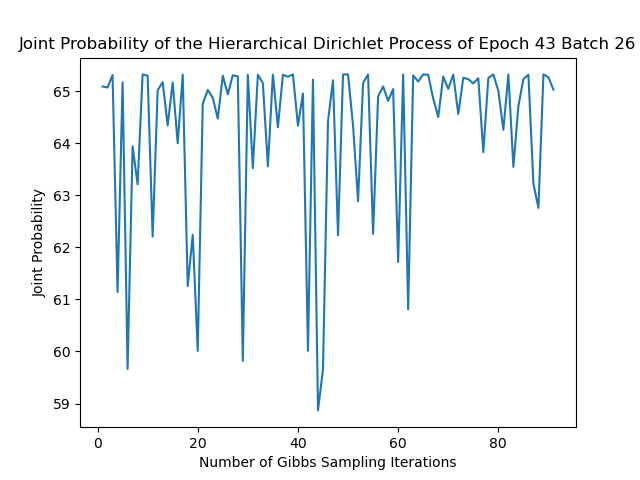 Joint Probability of the Hierarchical Dirichlet Process of Epoch 43 Batch 26
65
64
63
62
61
60
59
Joint Probability
0 20 40 60 80
Number of Gibbs Sampling Iterations